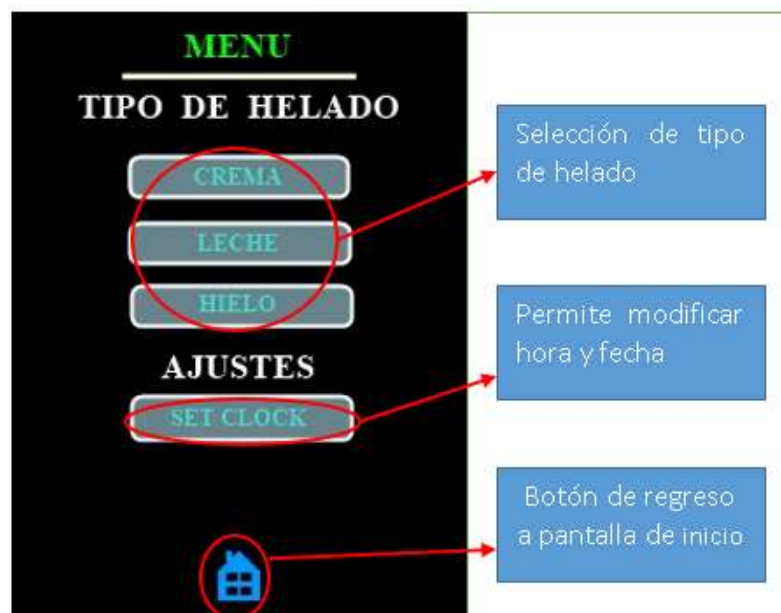 MENU
TIPO DE HELADO
CREMA
LECHE
HIELO
AJUSTES
SET CLOCK
Selección de tipo
de helado
Permite modificar
hora y fecha
Botón de regreso
a pantalla de inicio